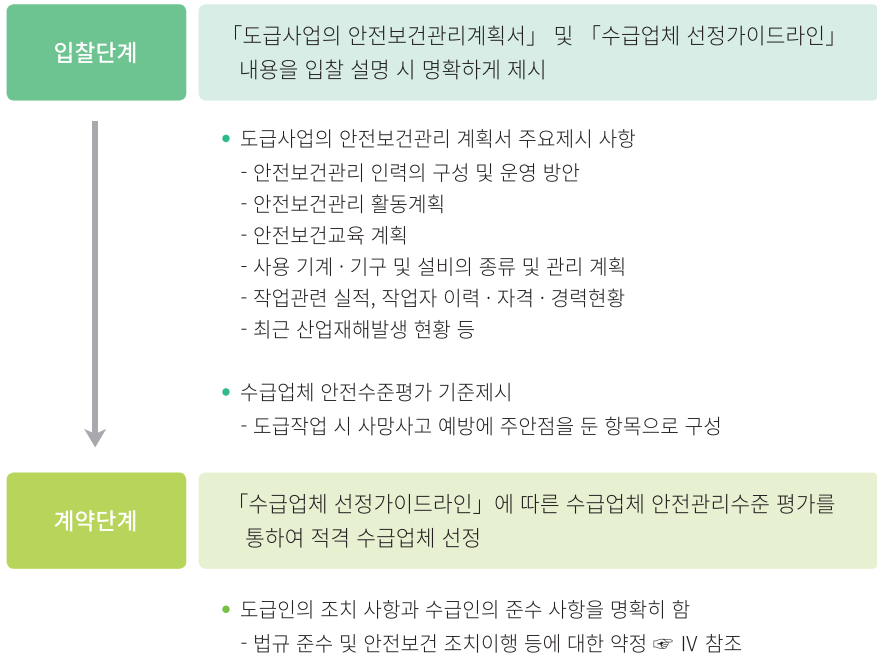 입찰단계
「도급사업의 안전보건관리계획서」 및 「수급업체 선정가이드라인」
내용을 입찰 설명 시 명확하게 제시
• 도급사업의 안전보건관리 계획서 주요제시 사항
- 안전보건관리 인력의 구성 및 운영 방안
- 안전보건관리 활동계획
- 안전보건교육 계획
- 사용 기계 · 기구 및 설비의 종류 및 관리 계획
- 작업관련 실적, 작업자 이력 · 자격 · 경력현황
- 최근 산업재해발생 현황 등
• 수급업체 안전수준평가 기준제시
- 도급작업 시 사망사고 예방에 주안점을 둔 항목으로 구성
계약단계
「수급업체 선정가이드라인」에 따른 수급업체 안전관리수준 평가를
통하여 적격 수급업체 선정
• 도급인의 조치 사항과 수급인의 준수 사항을 명확히 함
- 법규 준수 및 안전보건 조치이행 등에 대한 약정 ☞ Ⅳ 참조